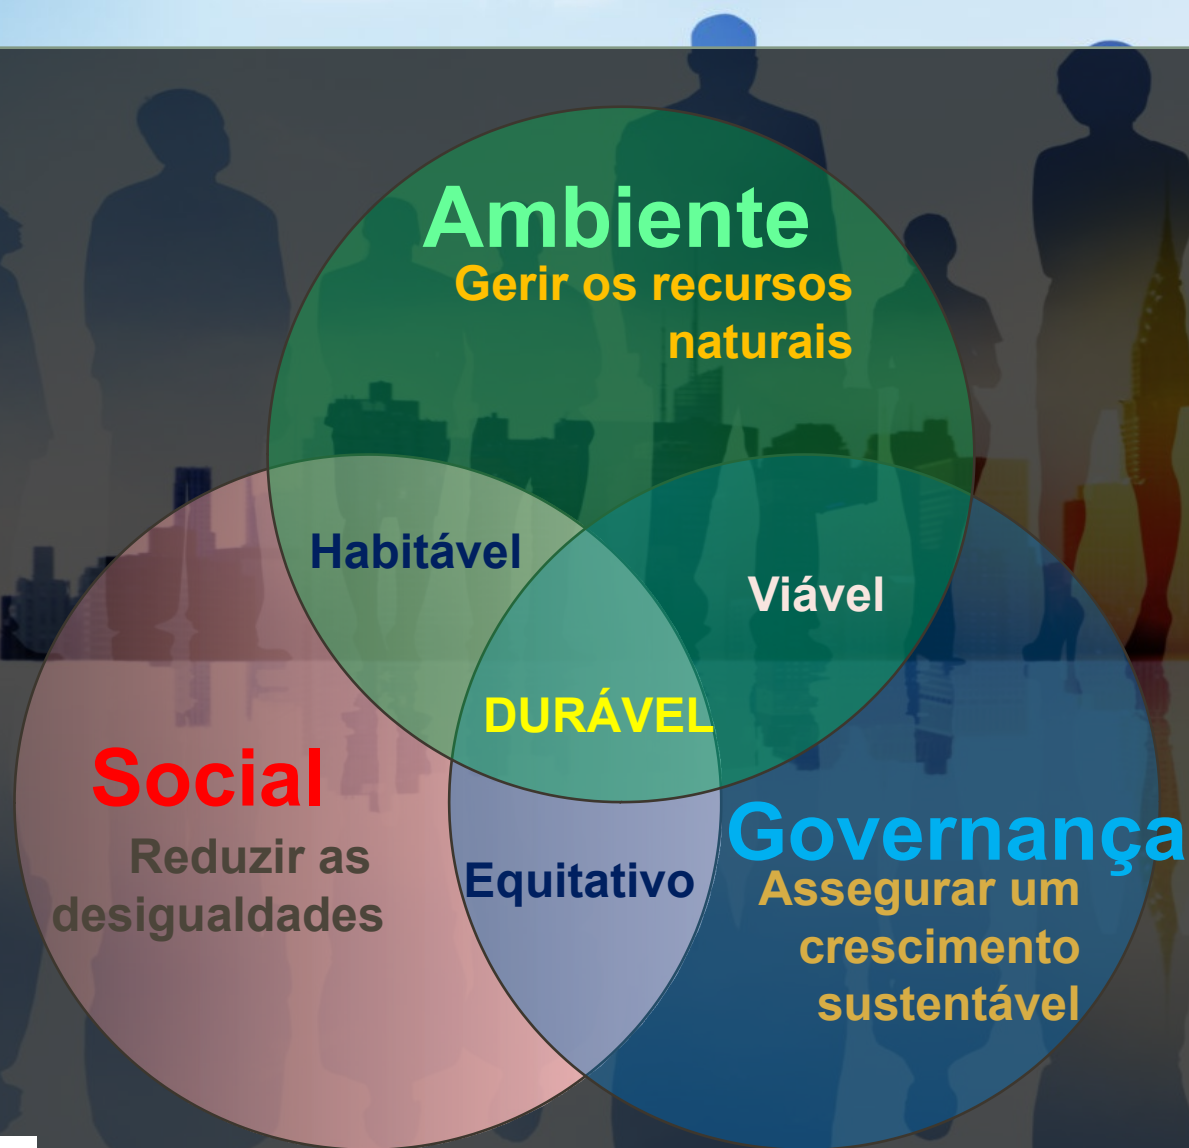 Ambiente
Gerir os recursos
naturais
Habitável
Viável
DURÁVEL
Social
Reduzir as
desigualdades
Equitativo
Governança
Assegurar um
crescimento
sustentável